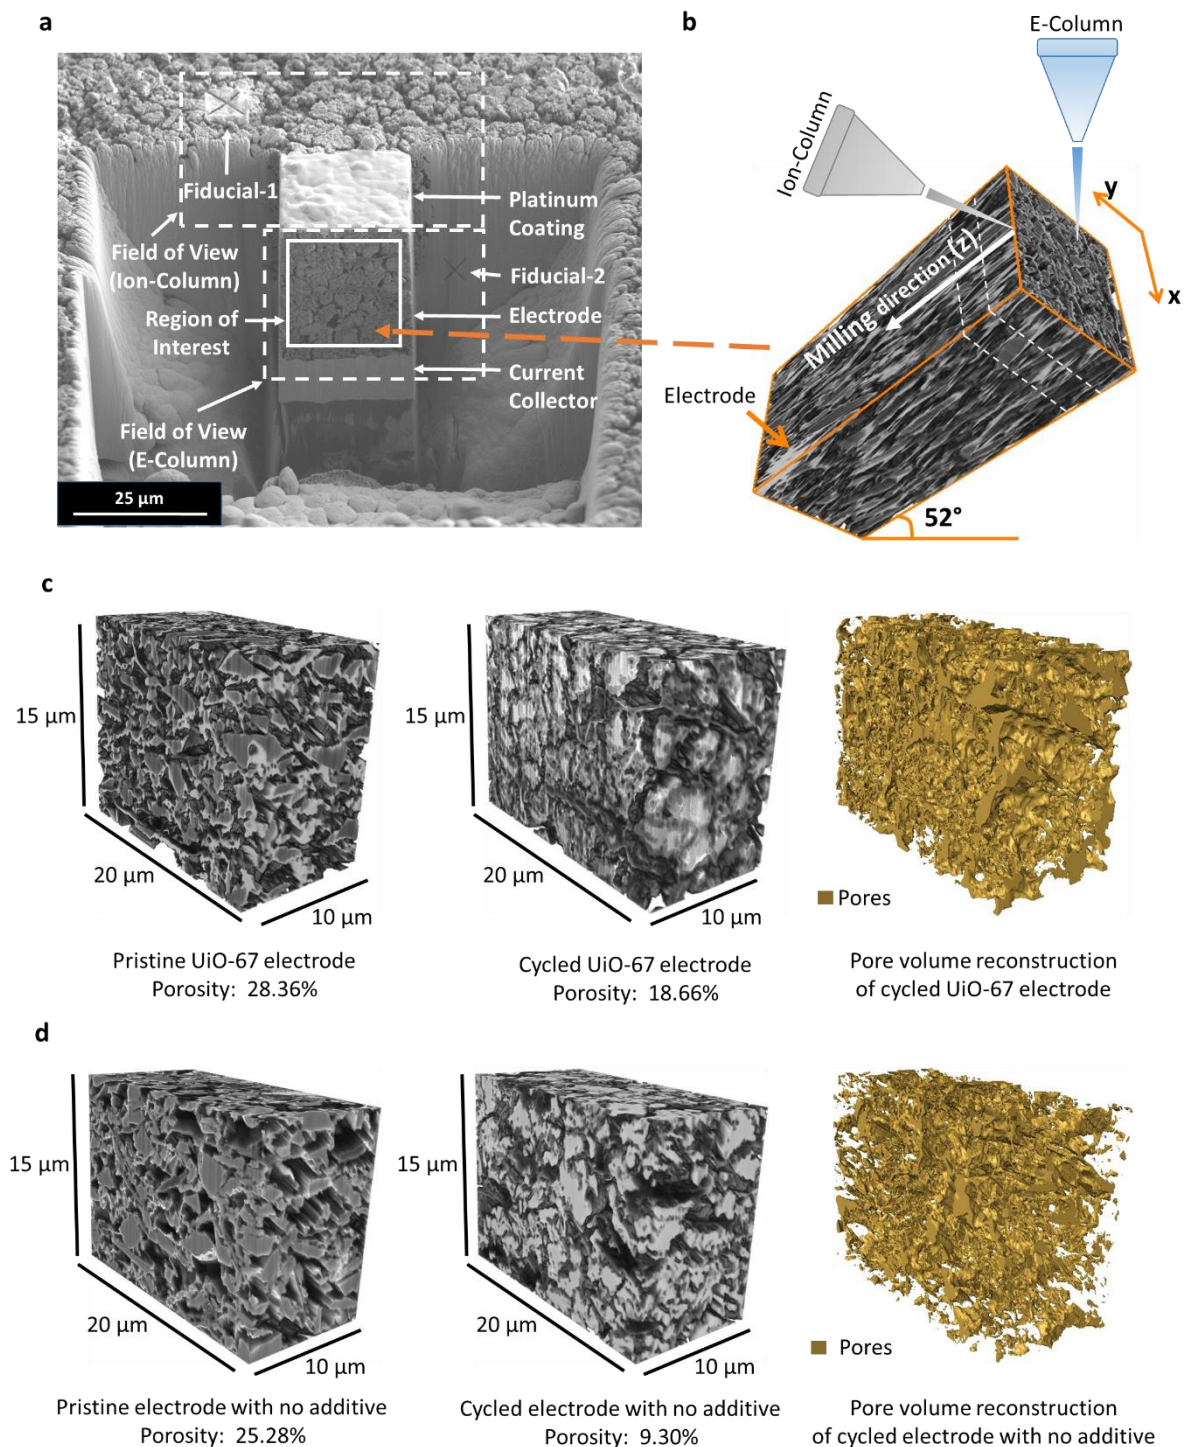 a
Fiducial-1
Field of View
(Ion-Column)
Region of
Interest
Field of View
(E-Column)
Platinum
Coating
Fiducial-2
Electrode
Current
Collector
25 μm
b
E-Column
Ion-Column
y
x
Milling direction (z)
Electrode
52°
c
15 μm
20 μm
10 μm
Pristine UiO-67 electrode
Porosity: 28.36%
15 μm
20 μm
10 μm
Cycled UiO-67 electrode
Porosity: 18.66%
Pores
Pore volume reconstruction
of cycled UiO-67 electrode
d
15 μm
20 μm
10 μm
Pristine electrode with no additive
Porosity: 25.28%
15 μm
20 μm
10 μm
Cycled electrode with no additive
Porosity: 9.30%
Pores
Pore volume reconstruction
of cycled electrode with no additive